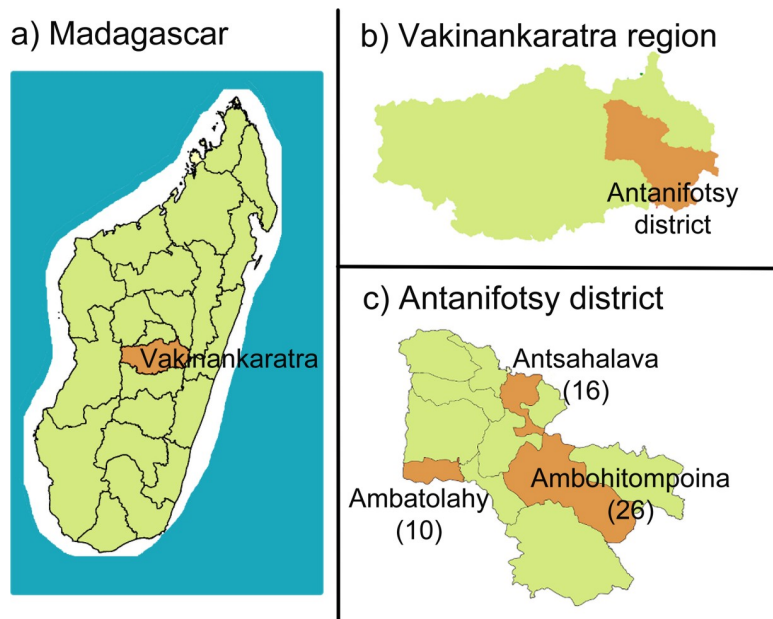 a) Madagascar
Vakinankaratra
b) Vakinankaratra region
Antanifotsy
district
c) Antanifotsy district
Antsahalava
(16)
Ambohitompoina
(26)
Ambatolahy
(10)